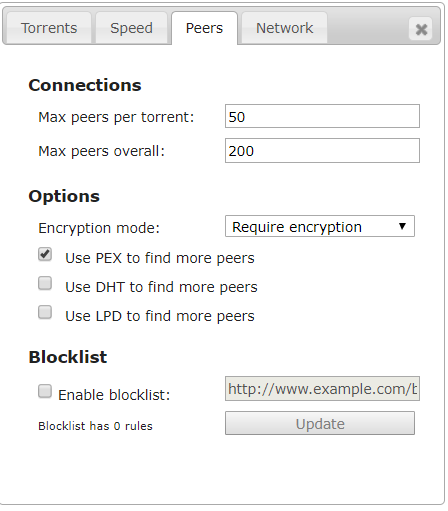 Torrents Speed Peers Network
Connections
Max peers per torrent: 50
Max peers overall: 200
Options
Encryption mode: Require encryption
Use PEX to find more peers
Use DHT to find more peers
Use LPD to find more peers
Blocklist
Enable blocklist: http://www.example.com/b
Blocklist has 0 rules Update